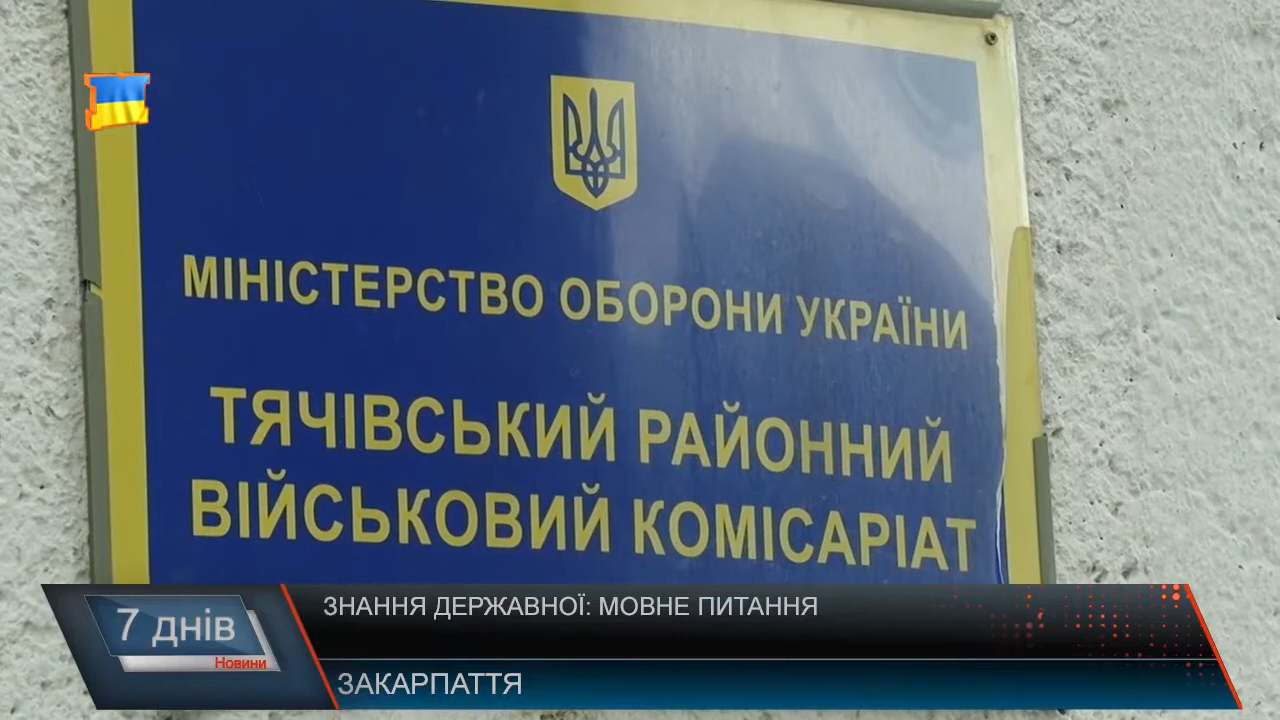 МІНІСТЕРСТВО ОБОРОНИ УКРАЇНИ
ТЯЧІВСЬКИЙ РАЙОННИЙ
ВІЙСЬКОВИЙ КОМІСАРІАТ
7 днів
Новини
ЗНАННЯ ДЕРЖАВНОЇ: МОВНЕ ПИТАННЯ
ЗАКАРПАТТЯ